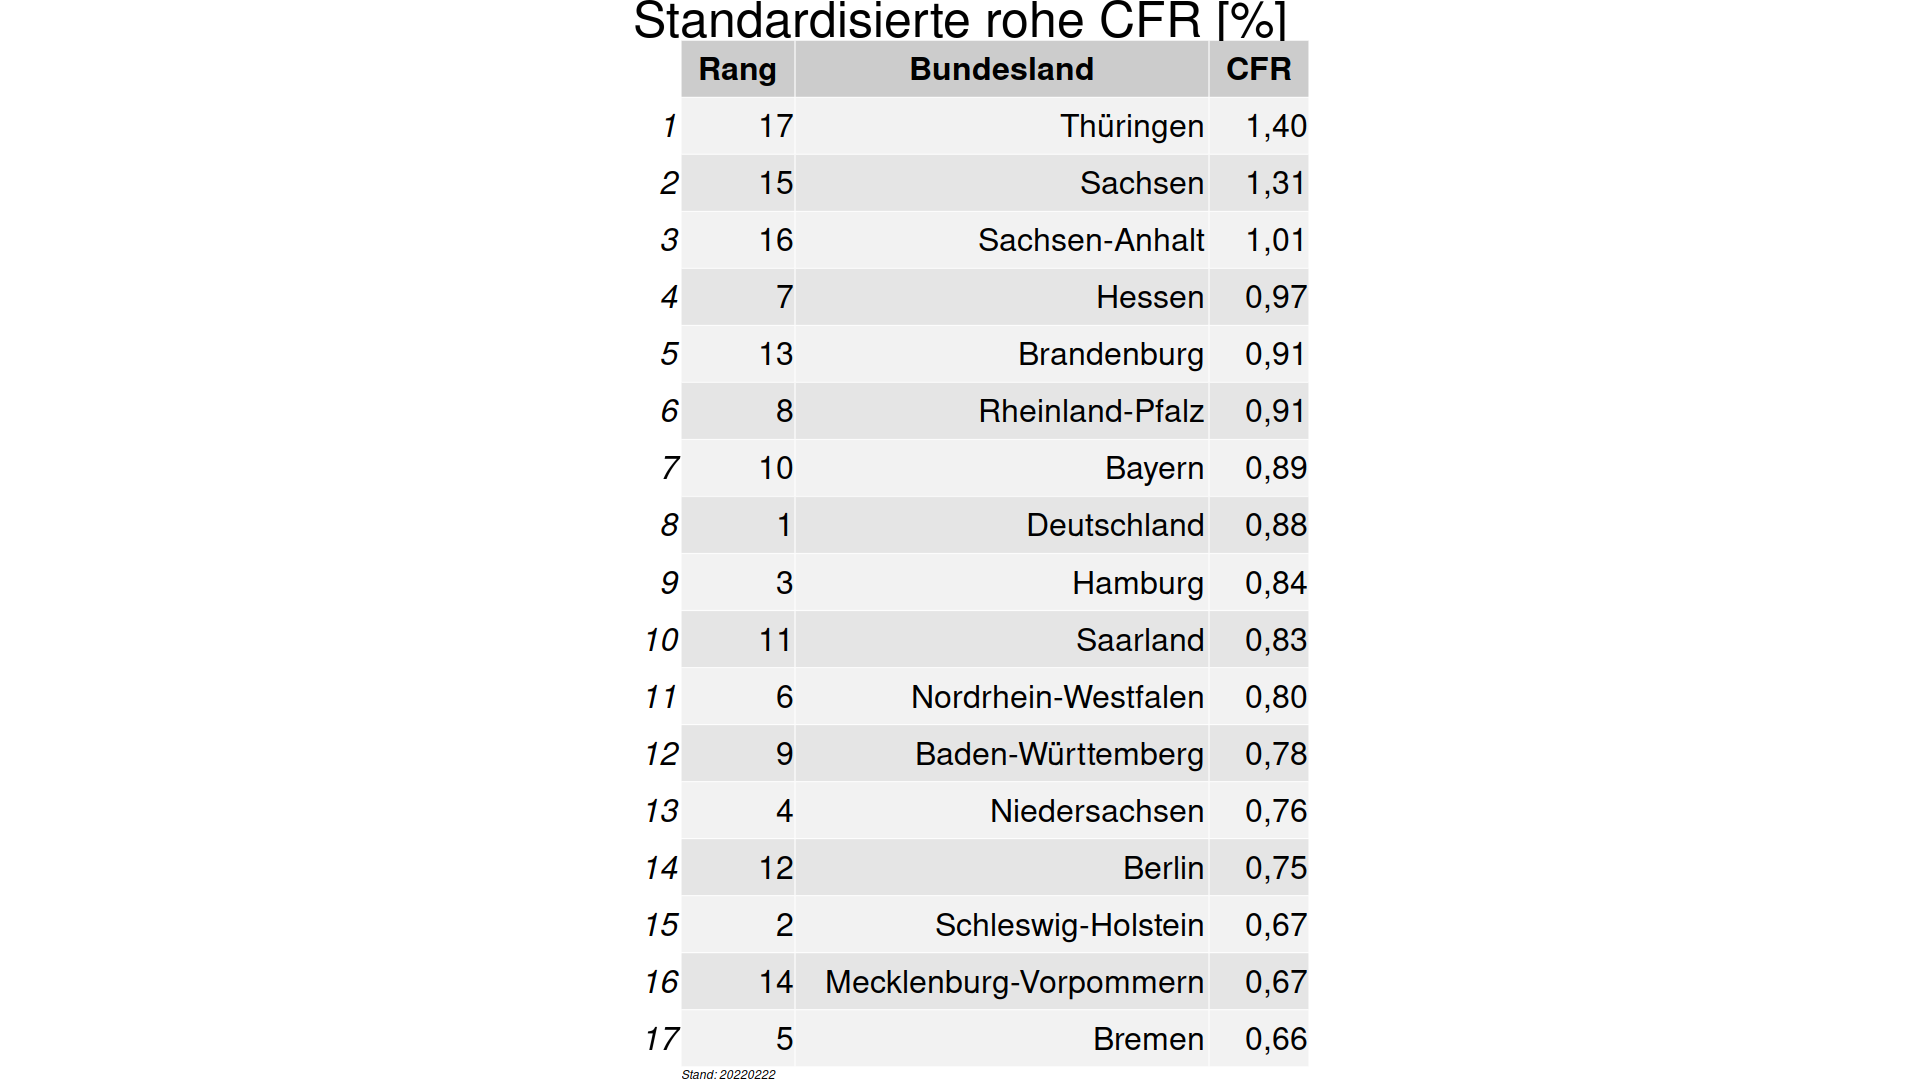 Standardisierte rohe CFR [%]
Rang Bundesland CFR
1 17 Thüringen 1,40
2 15 Sachsen 1,31
3 16 Sachsen-Anhalt 1,01
4 7 Hessen 0,97
5 13 Brandenburg 0,91
6 8 Rheinland-Pfalz 0,91
7 10 Bayern 0,89
8 1 Deutschland 0,88
9 3 Hamburg 0,84
10 11 Saarland 0,83
11 6 Nordrhein-Westfalen 0,80
12 9 Baden-Württemberg 0,78
13 4 Niedersachsen 0,76
14 12 Berlin 0,75
15 2 Schleswig-Holstein 0,67
16 14 Mecklenburg-Vorpommern 0,67
17 5 Bremen 0,66
Stand: 20220222